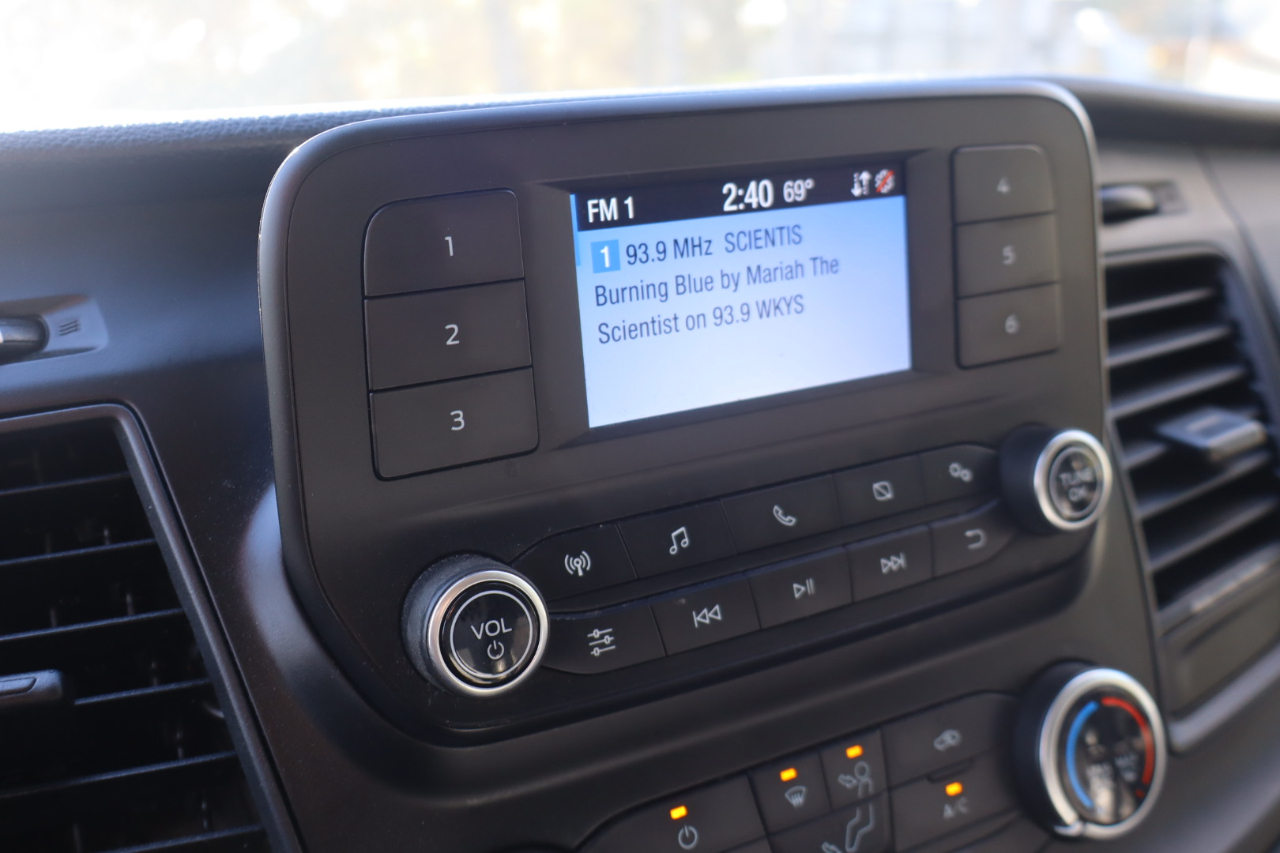 FM 1 2:40 69°
1 93.9 MHz SCIENTIS
Burning Blue by Mariah The
Scientist on 93.9 WKYS
1
2
3
4
5
6
VOL
TUNE
OK
A/C